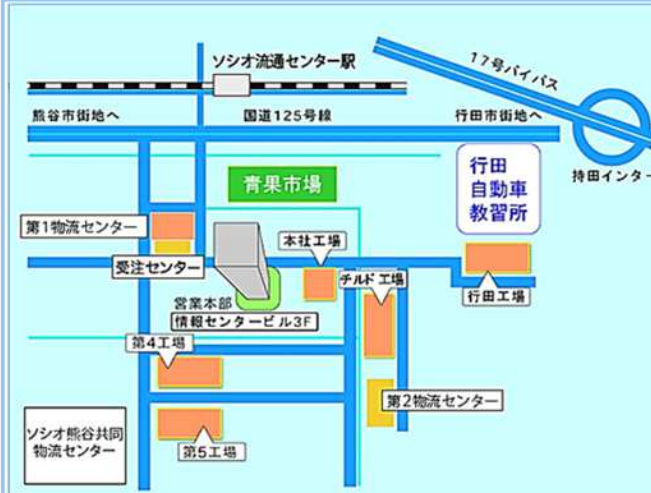 ソシオ流通センター駅
17号バイパス
熊谷市街地へ
国道125号線
行田市街地へ
持田インター
青果市場
行田
自動車
教習所
第1物流センター
本社工場
受注センター
チルド工場
行田工場
営業本部
情報センタービル3F
第4工場
第2物流センター
ソシオ熊谷共同
物流センター
第5工場